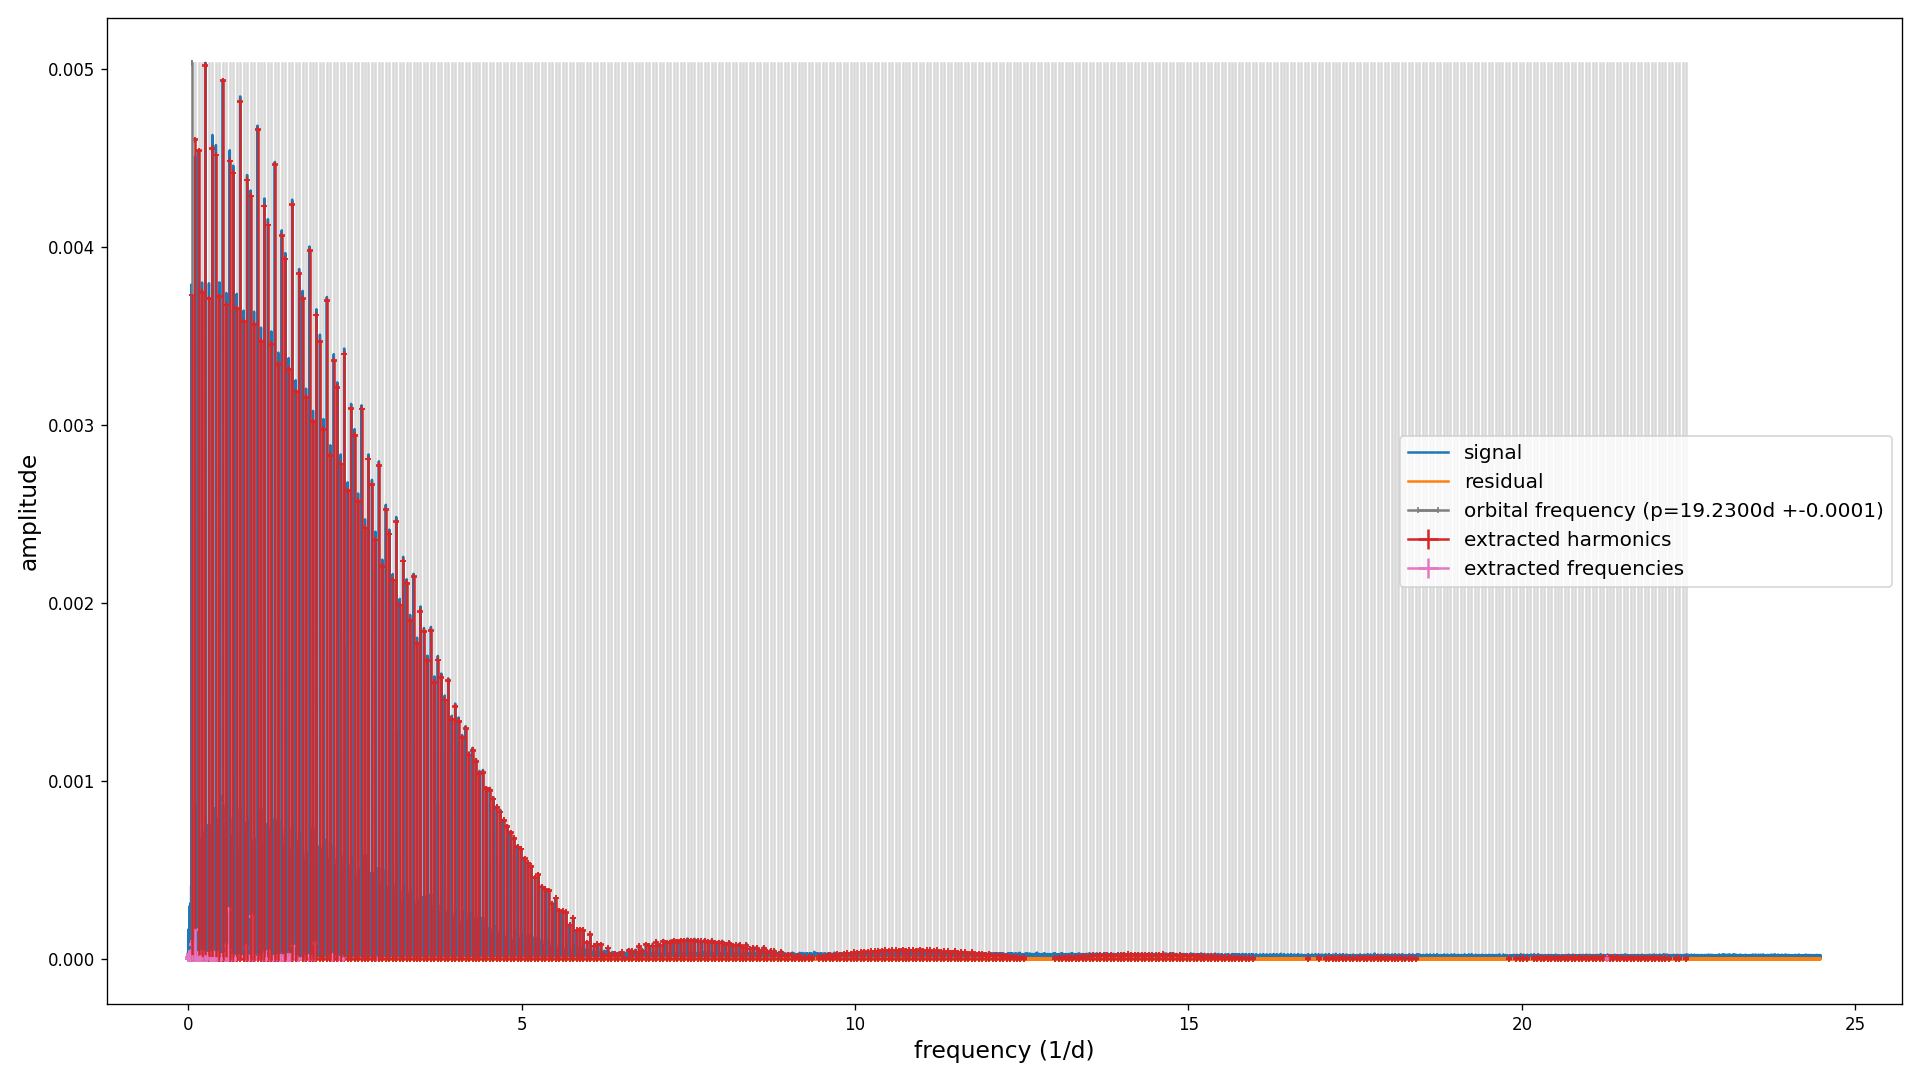 0.005
0.004
0.003
0.002
0.001
0.000
amplitude
0
5
10
15
20
25
frequency (1/d)
signal
residual
orbital frequency (p=19.2300d +-0.0001)
extracted harmonics
extracted frequencies